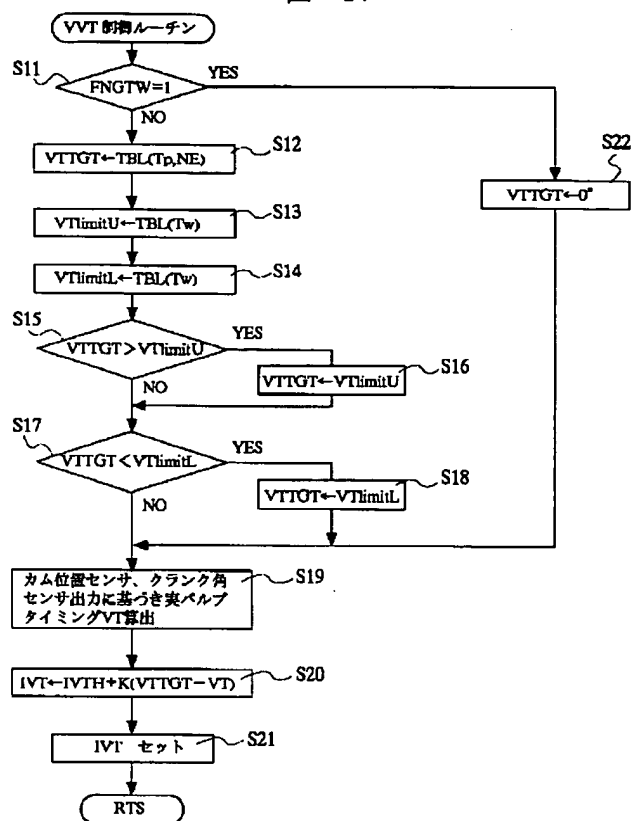 VVT 制御ルーチン
S11
FNGTW=1
YES
NO
VTTGT←TBL(Tp,NE)
S12
S22
VTTGT←0°
VTlimitU←TBL(Tw)
S13
VTlimitL←TBL(Tw)
S14
S15
VTTGT>VTlimitU
YES
NO
VTTGT←VTlimitU
S16
S17
VTTGT<VTlimitL
YES
NO
VTTGT←VTlimitL
S18
カム位置センサ、クランク角
センサ出力に基づき実バルブ
タイミングVT算出
S19
IVT←IVTH+K(VTTGT-VT)
S20
IVT セット
S21
RTS